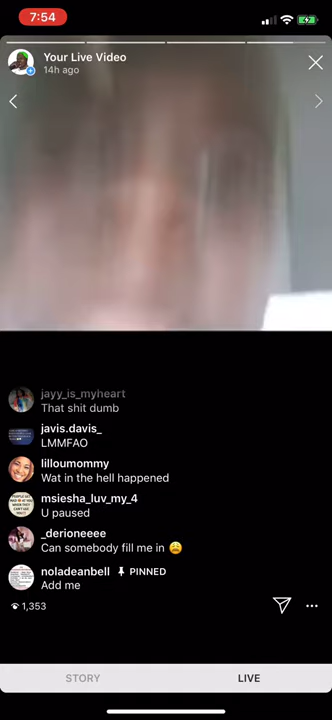 7:54
Your Live Video
14h ago
jayy_is_myheart
That shit dumb
javis.davis_
LMMFAO
lilloumommy
Wat in the hell happened
msiesha_luv_my_4
U paused
_derioneeee
Can somebody fill me in 😩
noladeanbell PINNED
Add me
1,353
STORY LIVE